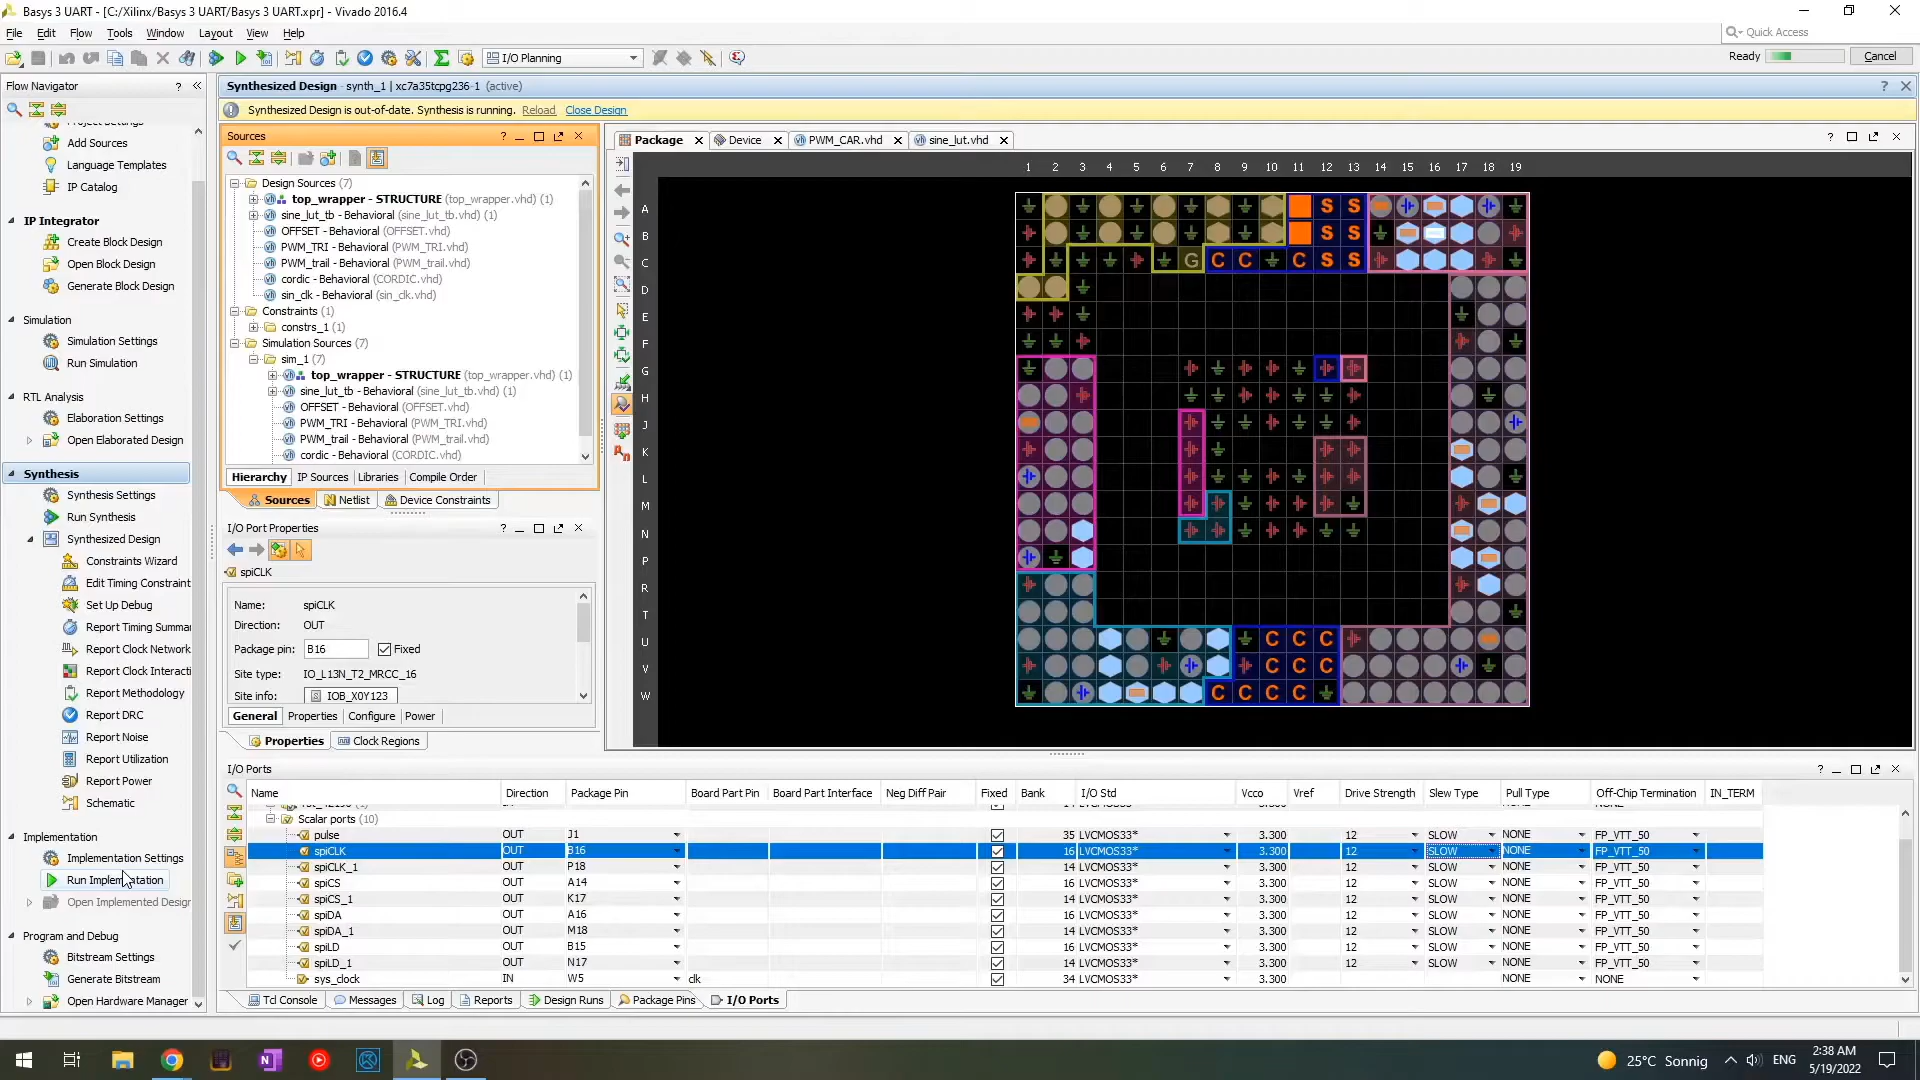 Basys 3 UART - [C:/Xilinx/Basys 3 UART/Basys 3 UART.xpr] - Vivado 2016.4
File Edit Flow Tools Window Layout View Help
Quick Access
I/O Planning
Ready
Cancel
Flow Navigator
Synthesized Design - synth_1 | xc7a35tcpg236-1 (active)
Synthesized Design is out-of-date. Synthesis is running. Reload Close Design
Add Sources
Language Templates
IP Catalog
IP Integrator
Create Block Design
Open Block Design
Generate Block Design
Simulation
Simulation Settings
Run Simulation
RTL Analysis
Elaboration Settings
Open Elaborated Design
Synthesis
Synthesis Settings
Run Synthesis
Synthesized Design
Constraints Wizard
Edit Timing Constraint
Set Up Debug
Report Timing Summa
Report Clock Network
Report Clock Interacti
Report Methodology
Report DRC
Report Noise
Report Utilization
Report Power
Schematic
Implementation
Implementation Settings
Run Implementation
Open Implemented Design
Program and Debug
Bitstream Settings
Generate Bitstream
Open Hardware Manager
Sources
Design Sources (7)
top_wrapper - STRUCTURE (top_wrapper.vhd) (1)
sine_lut_tb - Behavioral (sine_lut_tb.vhd) (1)
OFFSET - Behavioral (OFFSET.vhd)
PWM_TRI - Behavioral (PWM_TRI.vhd)
PWM_trail - Behavioral (PWM_trail.vhd)
cordic - Behavioral (CORDIC.vhd)
sin_clk - Behavioral (sin_clk.vhd)
Constraints (1)
constrs_1 (1)
Simulation Sources (7)
sim_1 (7)
top_wrapper - STRUCTURE (top_wrapper.vhd) (1)
sine_lut_tb - Behavioral (sine_lut_tb.vhd) (1)
OFFSET - Behavioral (OFFSET.vhd)
PWM_TRI - Behavioral (PWM_TRI.vhd)
PWM_trail - Behavioral (PWM_trail.vhd)
cordic - Behavioral (CORDIC.vhd)
Hierarchy IP Sources Libraries Compile Order
Sources Netlist Device Constraints
I/O Port Properties
spiCLK
Name: spiCLK
Direction: OUT
Package pin: B16 Fixed
Site type: IO_L13N_T2_MRCC_16
Site info: IOB_X0Y123
General Properties Configure Power
Properties Clock Regions
Package Device PWM_CAR.vhd sine_lut.vhd
1 2 3 4 5 6 7 8 9 10 11 12 13 14 15 16 17 18 19
A S S
B S S
C G C C C S S
D
E
F
G
H
J
K
L
M
N
P
R
T
U C C C
V C C C
W C C C C
I/O Ports
Name Direction Package Pin Board Part Pin Board Part Interface Neg Diff Pair Fixed Bank I/O Std Vcco Vref Drive Strength Slew Type Pull Type Off-Chip Termination IN_TERM
Scalar ports (10)
pulse OUT J1 35 LVCMOS33* 3.300 12 SLOW NONE FP_VTT_50
spiCLK OUT B16 16 LVCMOS33* 3.300 12 SLOW NONE FP_VTT_50
spiCLK_1 OUT P18 14 LVCMOS33* 3.300 12 SLOW NONE FP_VTT_50
spiCS OUT A14 16 LVCMOS33* 3.300 12 SLOW NONE FP_VTT_50
spiCS_1 OUT K17 14 LVCMOS33* 3.300 12 SLOW NONE FP_VTT_50
spiDA OUT A16 16 LVCMOS33* 3.300 12 SLOW NONE FP_VTT_50
spiDA_1 OUT M18 14 LVCMOS33* 3.300 12 SLOW NONE FP_VTT_50
spiLD OUT B15 16 LVCMOS33* 3.300 12 SLOW NONE FP_VTT_50
spiLD_1 OUT N17 14 LVCMOS33* 3.300 12 SLOW NONE FP_VTT_50
sys_clock IN W5 clk 34 LVCMOS33* 3.300 NONE NONE
Tcl Console Messages Log Reports Design Runs Package Pins I/O Ports
25°C Sonnig ENG 2:38 AM
5/19/2022